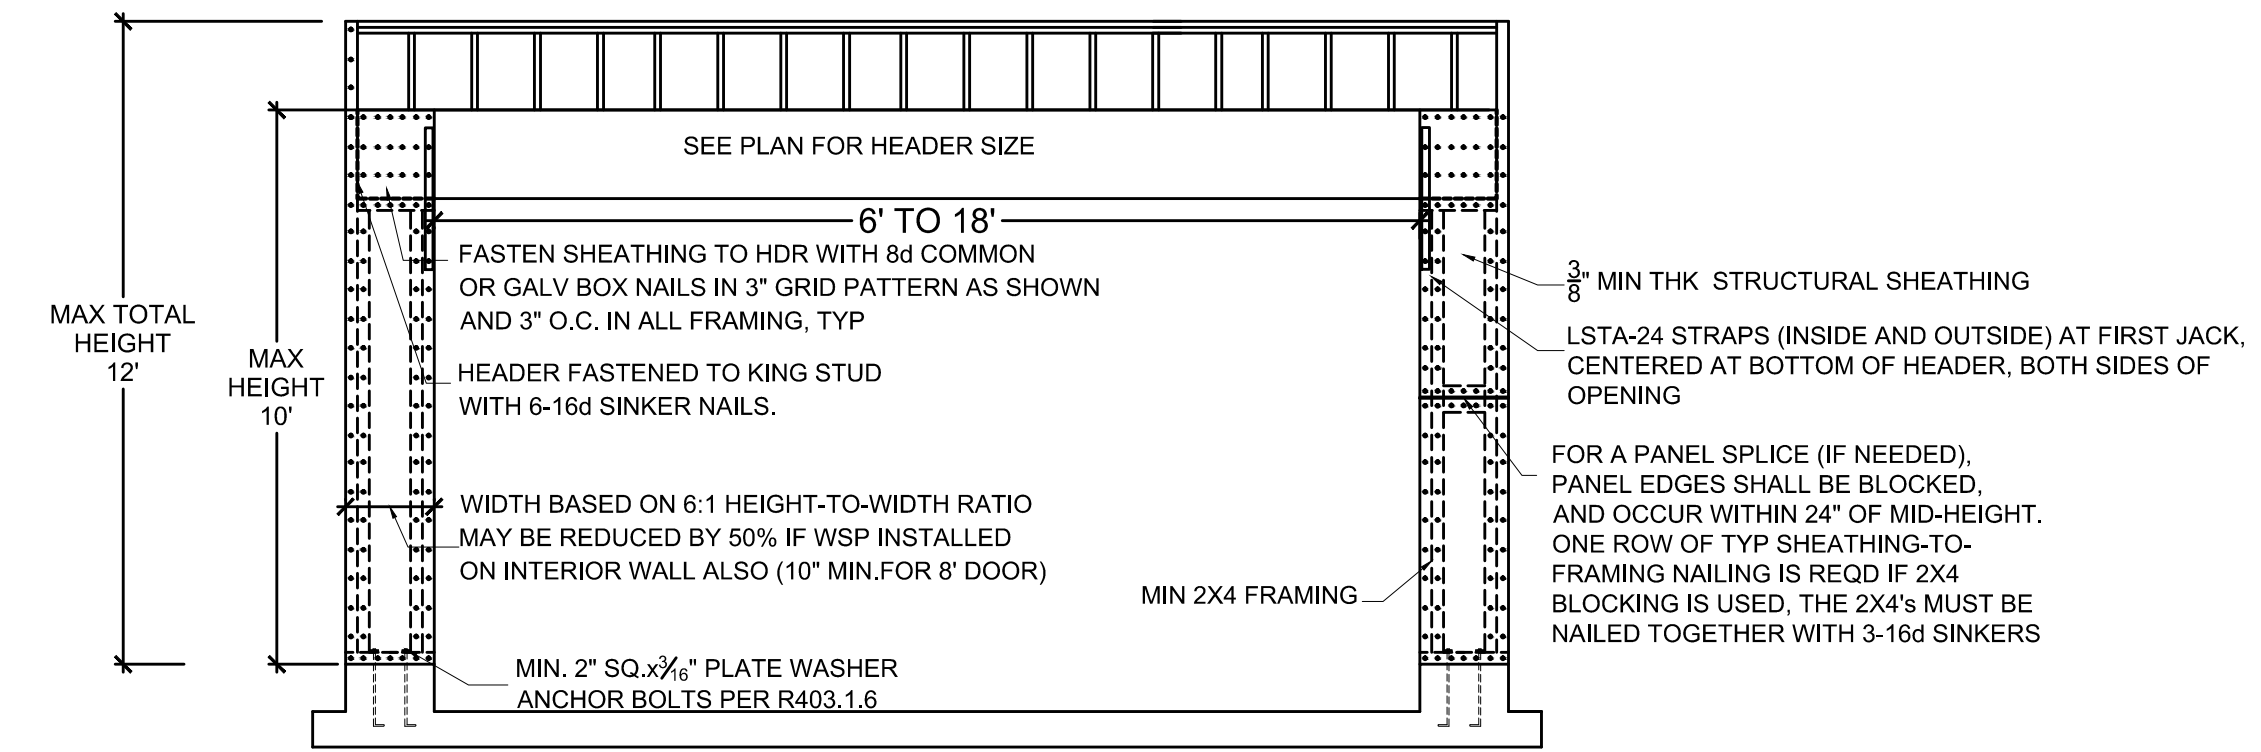 MAX TOTAL
HEIGHT
12'
MAX
HEIGHT
10'
SEE PLAN FOR HEADER SIZE
6' TO 18'
FASTEN SHEATHING TO HDR WITH 8d COMMON
OR GALV BOX NAILS IN 3" GRID PATTERN AS SHOWN
AND 3" O.C. IN ALL FRAMING, TYP
HEADER FASTENED TO KING STUD
WITH 6-16d SINKER NAILS.
WIDTH BASED ON 6:1 HEIGHT-TO-WIDTH RATIO
MAY BE REDUCED BY 50% IF WSP INSTALLED
ON INTERIOR WALL ALSO (10" MIN.FOR 8' DOOR)
MIN. 2" SQ.x3/16" PLATE WASHER
ANCHOR BOLTS PER R403.1.6
MIN 2X4 FRAMING
3/8" MIN THK STRUCTURAL SHEATHING
LSTA-24 STRAPS (INSIDE AND OUTSIDE) AT FIRST JACK,
CENTERED AT BOTTOM OF HEADER, BOTH SIDES OF
OPENING
FOR A PANEL SPLICE (IF NEEDED),
PANEL EDGES SHALL BE BLOCKED,
AND OCCUR WITHIN 24" OF MID-HEIGHT.
ONE ROW OF TYP SHEATHING-TO-
FRAMING NAILING IS REQD IF 2X4
BLOCKING IS USED, THE 2X4's MUST BE
NAILED TOGETHER WITH 3-16d SINKERS